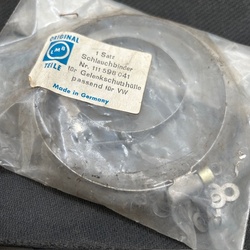 ORIGINAL
TEILE
1 Satz
Schlauchbinder
Nr. 111 598 041
für Gelenkschutzhülle
passend für VW
Made in Germany